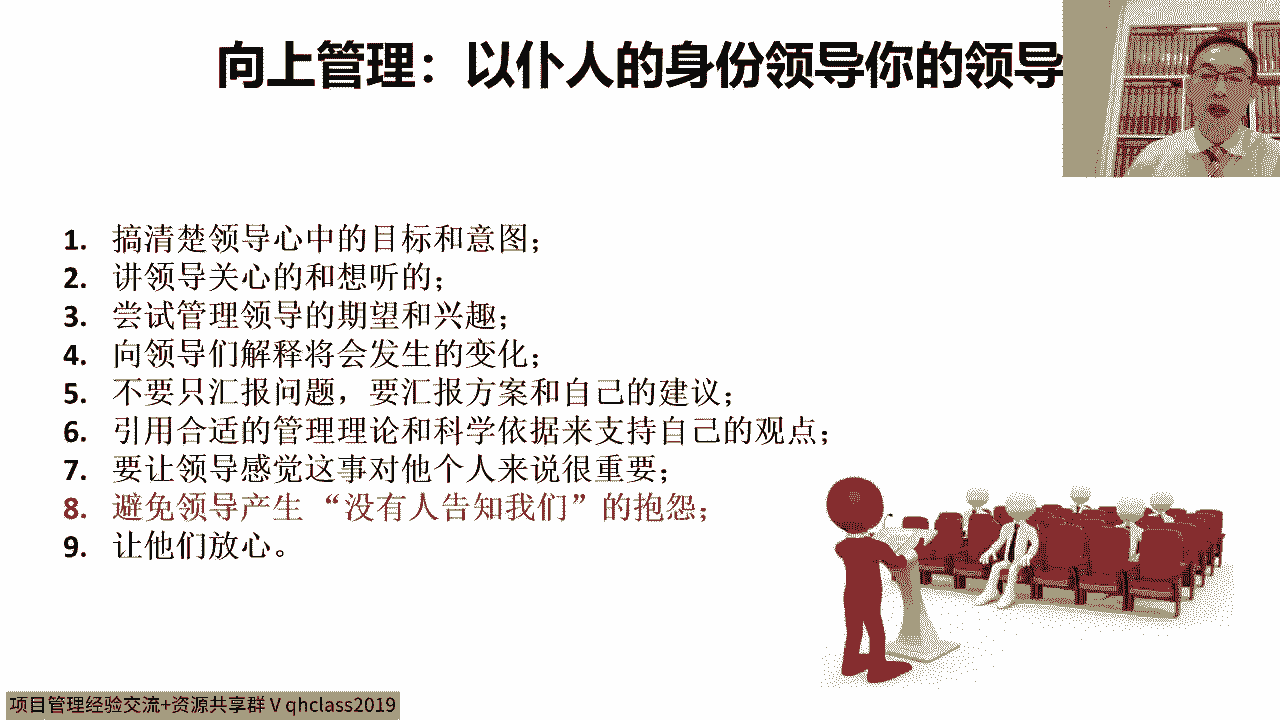 向上管理：以仆人的身份领导你的领导
1. 搞清楚领导心中的目标和意图；
2. 讲领导关心的和想听的；
3. 尝试管理领导的期望和兴趣；
4. 向领导们解释将会发生的变化；
5. 不要只汇报问题，要汇报方案和自己的建议；
6. 引用合适的管理理论和科学依据来支持自己的观点；
7. 要让领导感觉这事对他个人来说很重要；
8. 避免领导产生 “没有人告知我们”的抱怨；
9. 让他们放心。
项目管理经验交流+资源共享群 V qhclass2019